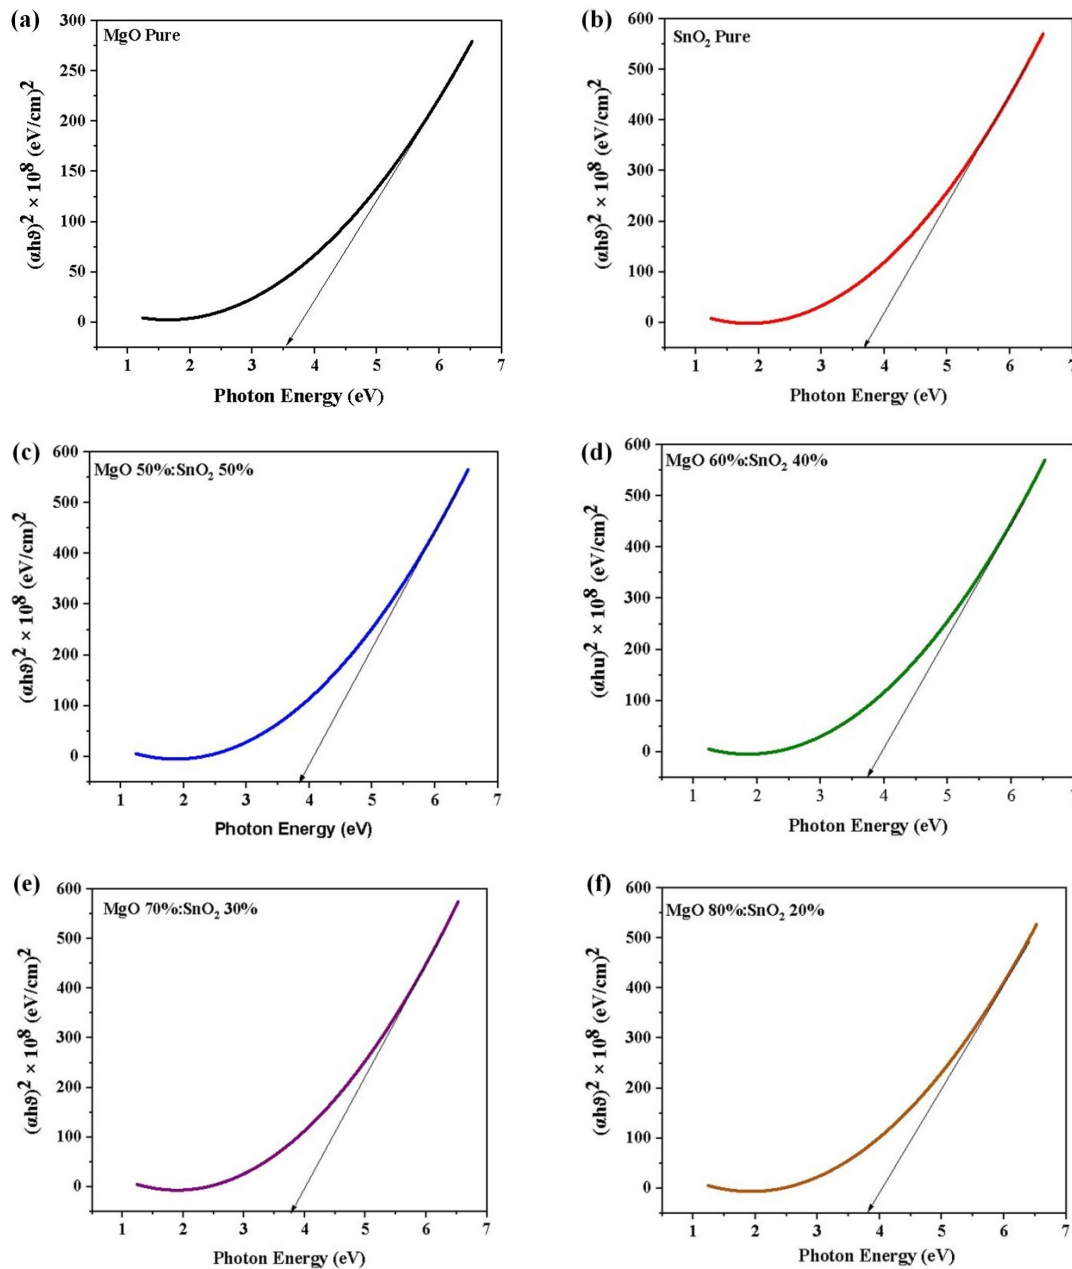 (a)
MgO Pure
300
250
200
150
100
50
0
(αhϑ)² × 10⁸ (eV/cm)²
1 2 3 4 5 6 7
Photon Energy (eV)
(b)
SnO₂ Pure
600
500
400
300
200
100
0
(αhϑ)² × 10⁸ (eV/cm)²
1 2 3 4 5 6 7
Photon Energy (eV)
(c)
MgO 50%:SnO₂ 50%
600
500
400
300
200
100
0
(αhϑ)² × 10⁸ (eV/cm)²
1 2 3 4 5 6 7
Photon Energy (eV)
(d)
MgO 60%:SnO₂ 40%
600
500
400
300
200
100
0
(αhu)² × 10⁸ (eV/cm)²
1 2 3 4 5 6 7
Photon Energy (eV)
(e)
MgO 70%:SnO₂ 30%
600
500
400
300
200
100
0
(αhϑ)² × 10⁸ (eV/cm)²
1 2 3 4 5 6 7
Photon Energy (eV)
(f)
MgO 80%:SnO₂ 20%
600
500
400
300
200
100
0
(αhϑ)² × 10⁸ (eV/cm)²
1 2 3 4 5 6 7
Photon Energy (eV)